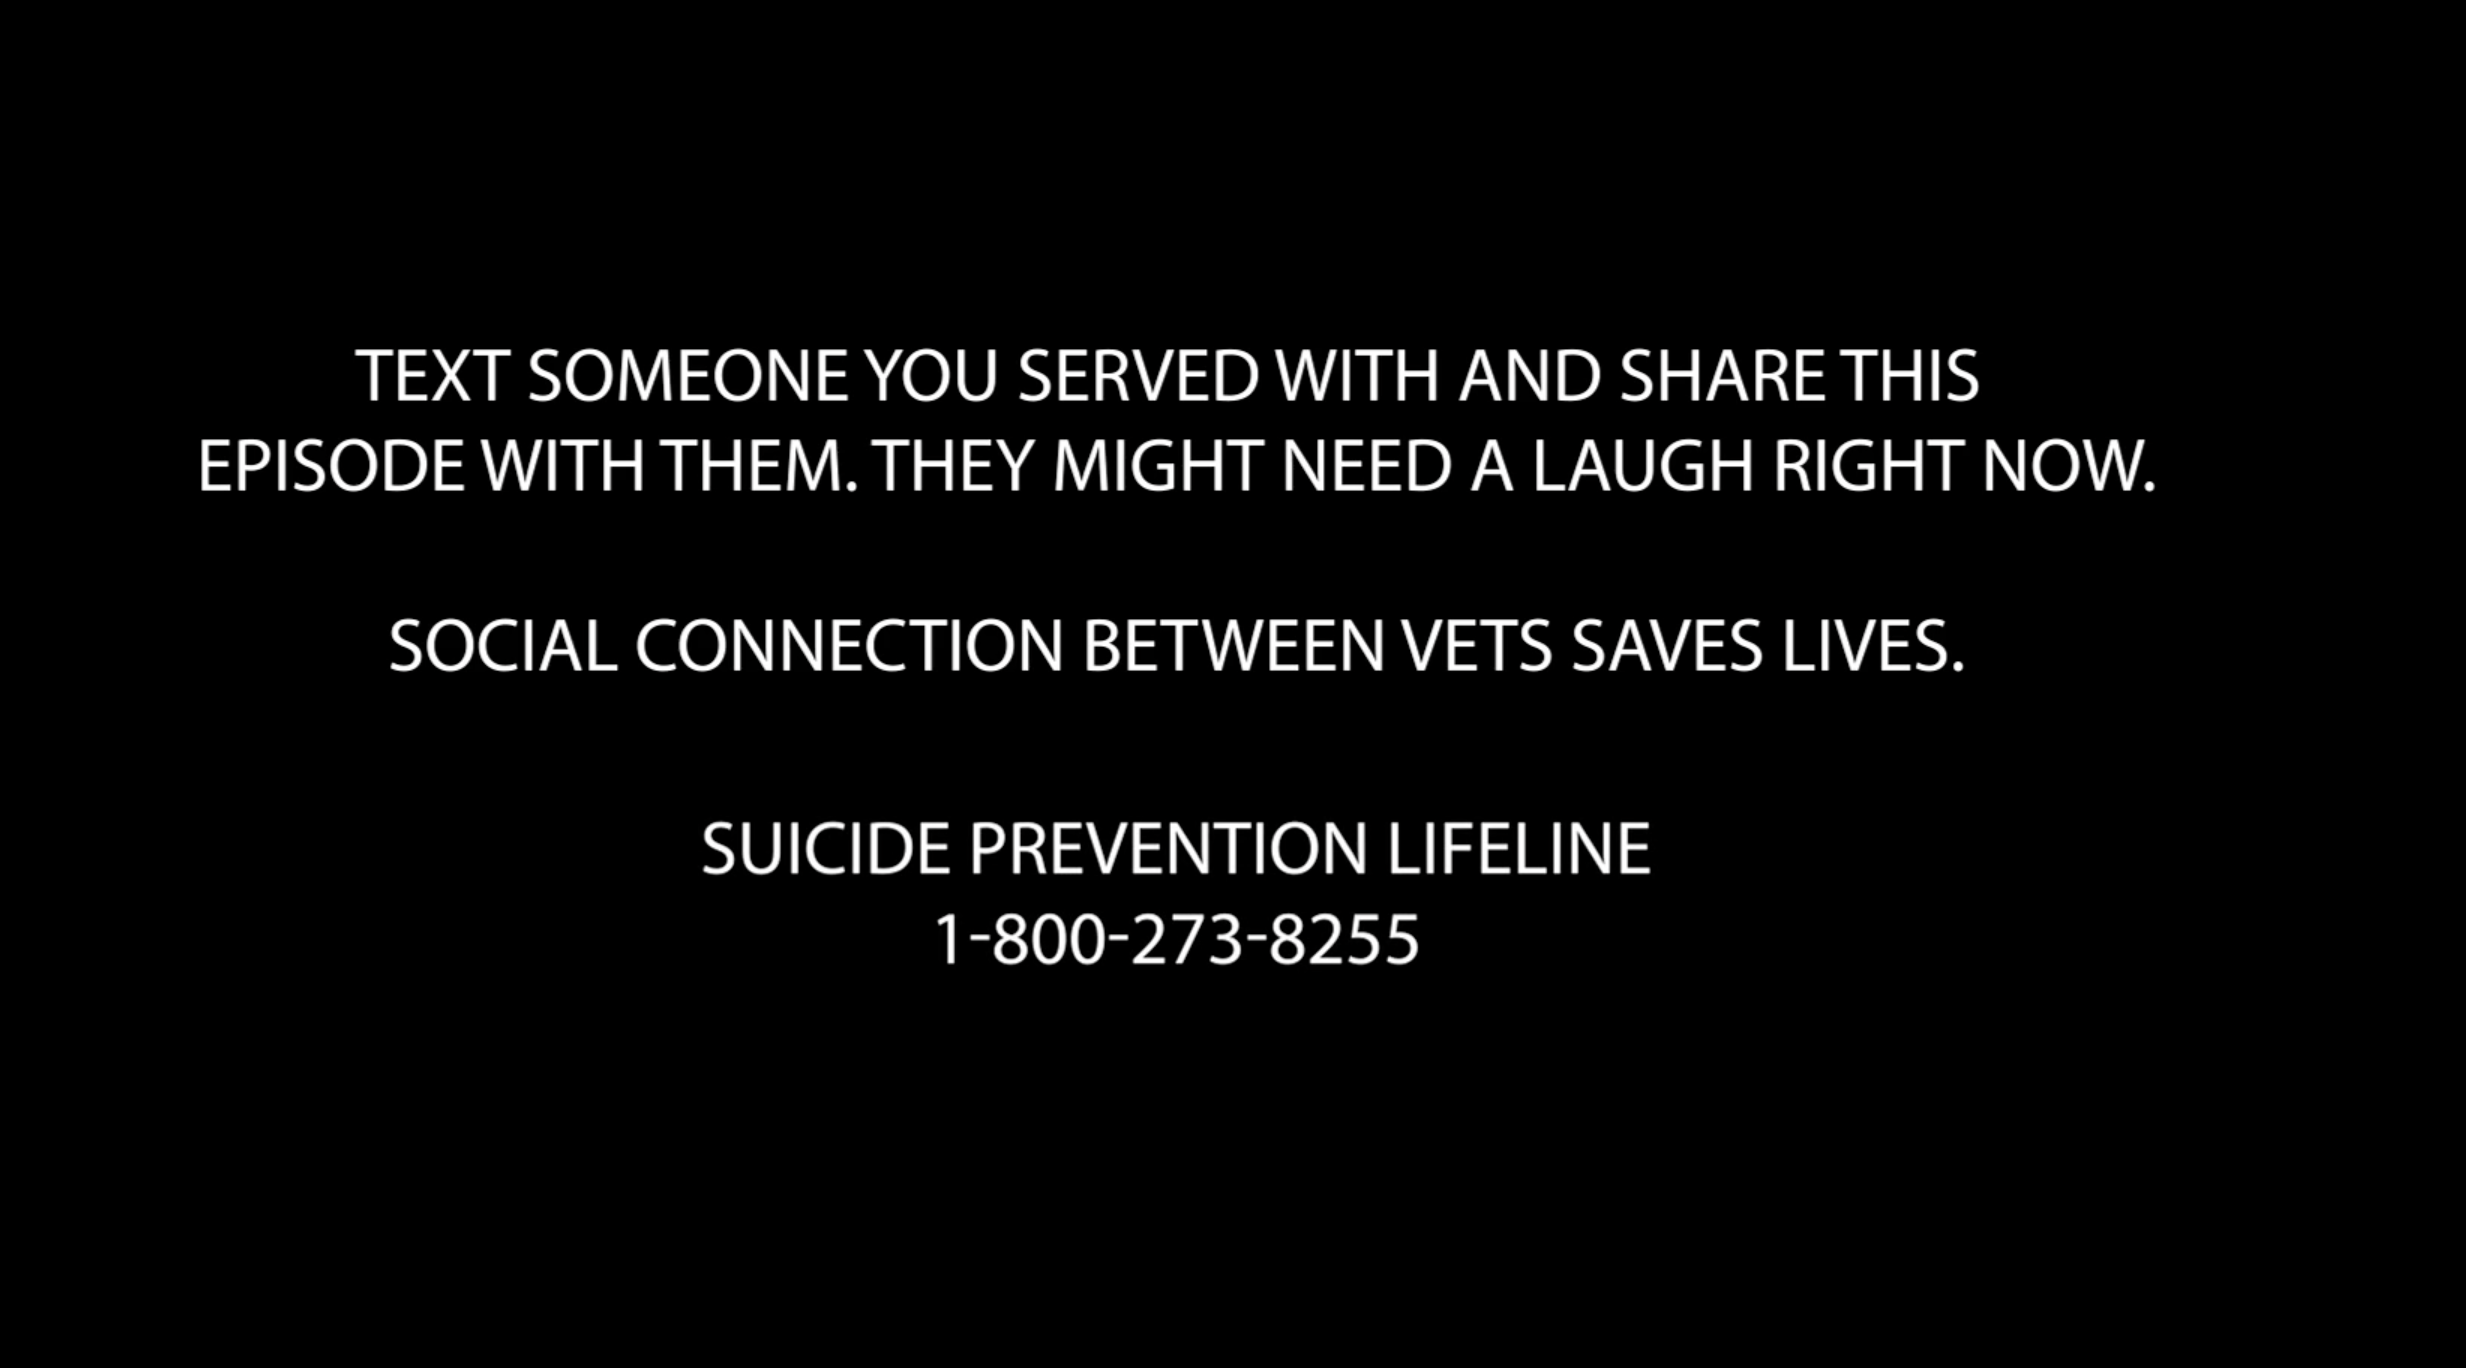 TEXT SOMEONE YOU SERVED WITH AND SHARE THIS
EPISODE WITH THEM. THEY MIGHT NEED A LAUGH RIGHT NOW.
SOCIAL CONNECTION BETWEEN VETS SAVES LIVES.
SUICIDE PREVENTION LIFELINE
1-800-273-8255